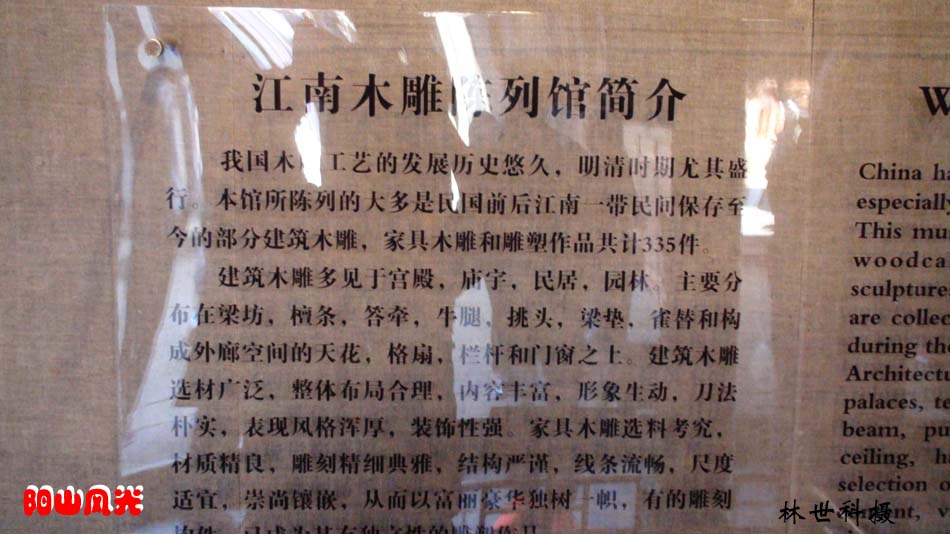 江南木雕陈列馆简介
我国木 工艺的发展历史悠久，明清时期尤其盛
行。本馆所陈列的大多是民国前后江南一带民间保存至
今的部分建筑木雕，家具木雕和雕塑作品共计335件。
建筑木雕多见于宫殿，庙宇，民居，园林。主要分
布在梁坊，檀条，答牵，牛腿，挑头，梁垫，雀替和构
成外廊空间的天花，格扇，栏杆和门窗之上。建筑木雕
选材广泛，整体布局合理，内容丰富，形象生动，刀法
朴实，表现风格浑厚，装饰性强。家具木雕选料考究，
材质精良，雕刻精细典雅，结构严谨，线条流畅，尺度
适宜，崇尚镶嵌，从而以富丽豪华独树一帜，有的雕刻
W
China ha
especially
This mu
woodca
sculpture
are collec
during the
Architectu
palaces, te
beam, pu
ceiling, h
selection o
阳山风光
林世科摄